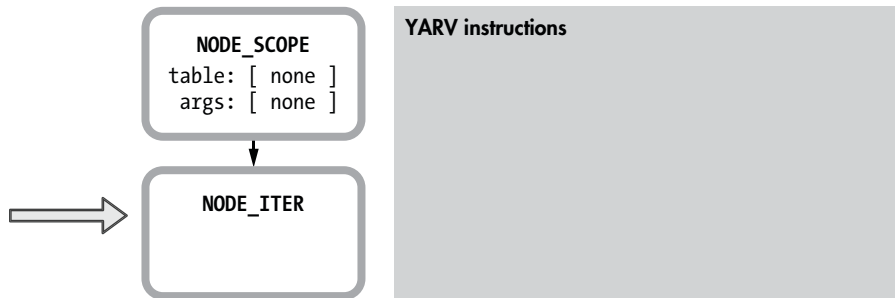 NODE_SCOPE
table: [ none ]
args: [ none ]
NODE_ITER
YARV instructions